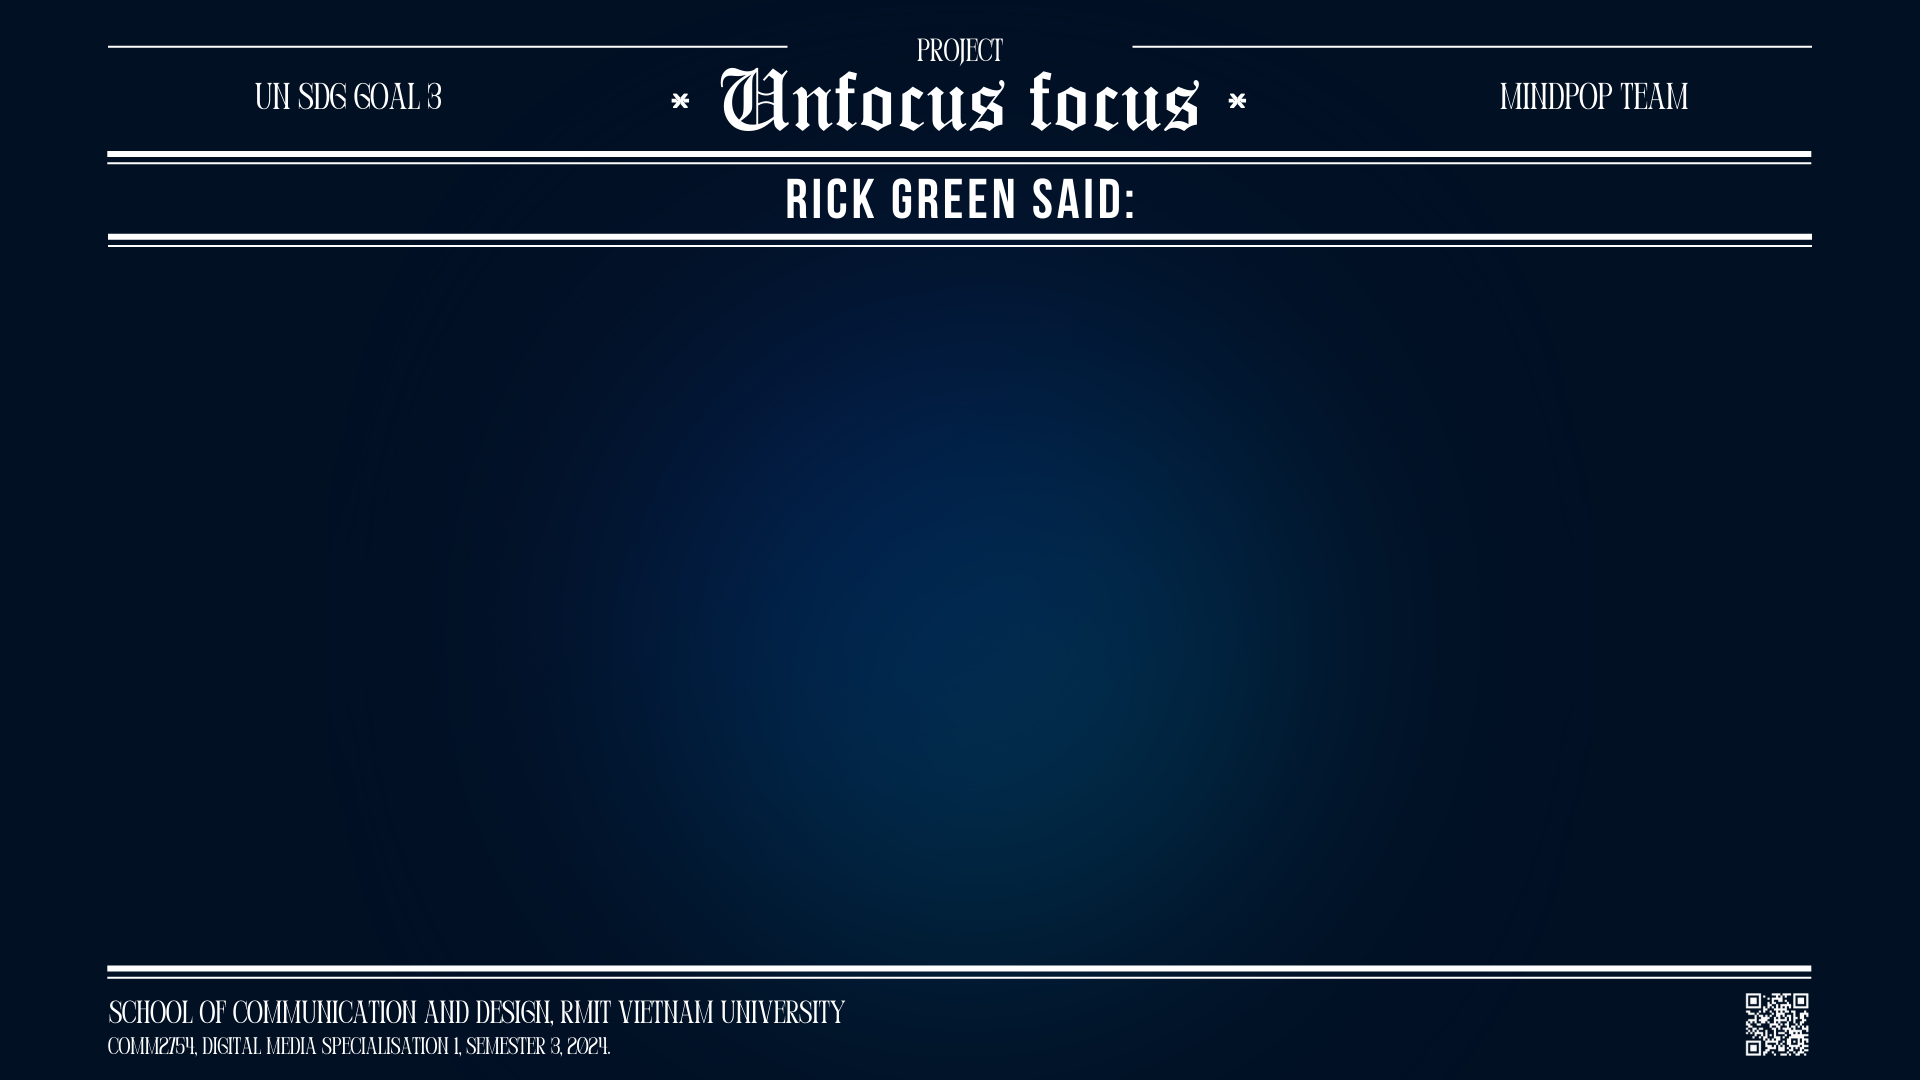 PROJECT
UN SDG GOAL 3
Unfocus focus
MINDPOP TEAM
RICK GREEN SAID:
SCHOOL OF COMMUNICATION AND DESIGN, RMIT VIETNAM UNIVERSITY
COMM2754, DIGITAL MEDIA SPECIALISATION 1, SEMESTER 3, 2024.